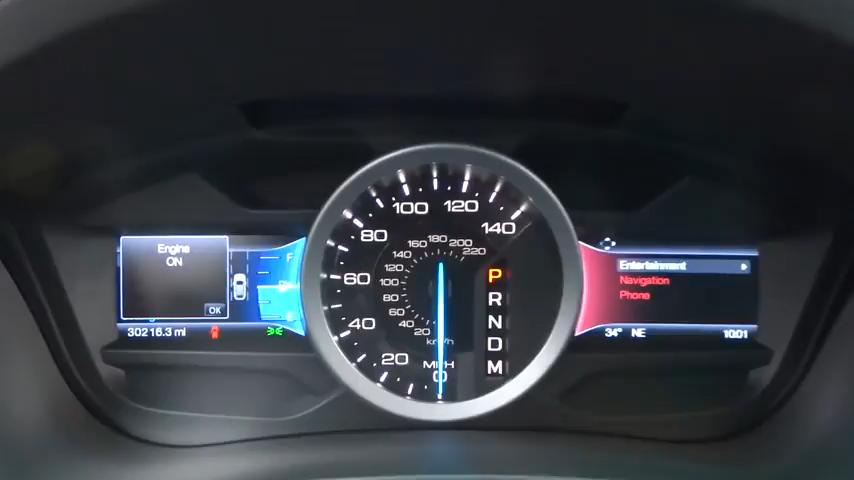 Engine
ON
OK
30216.3 mi
F
100
120
80
140
60
40
20
MPH
0
180
160
200
140
220
120
100
80
60
40
20
km/h
P
R
N
D
M
Entertainment
Navigation
Phone
34° NE
10:01